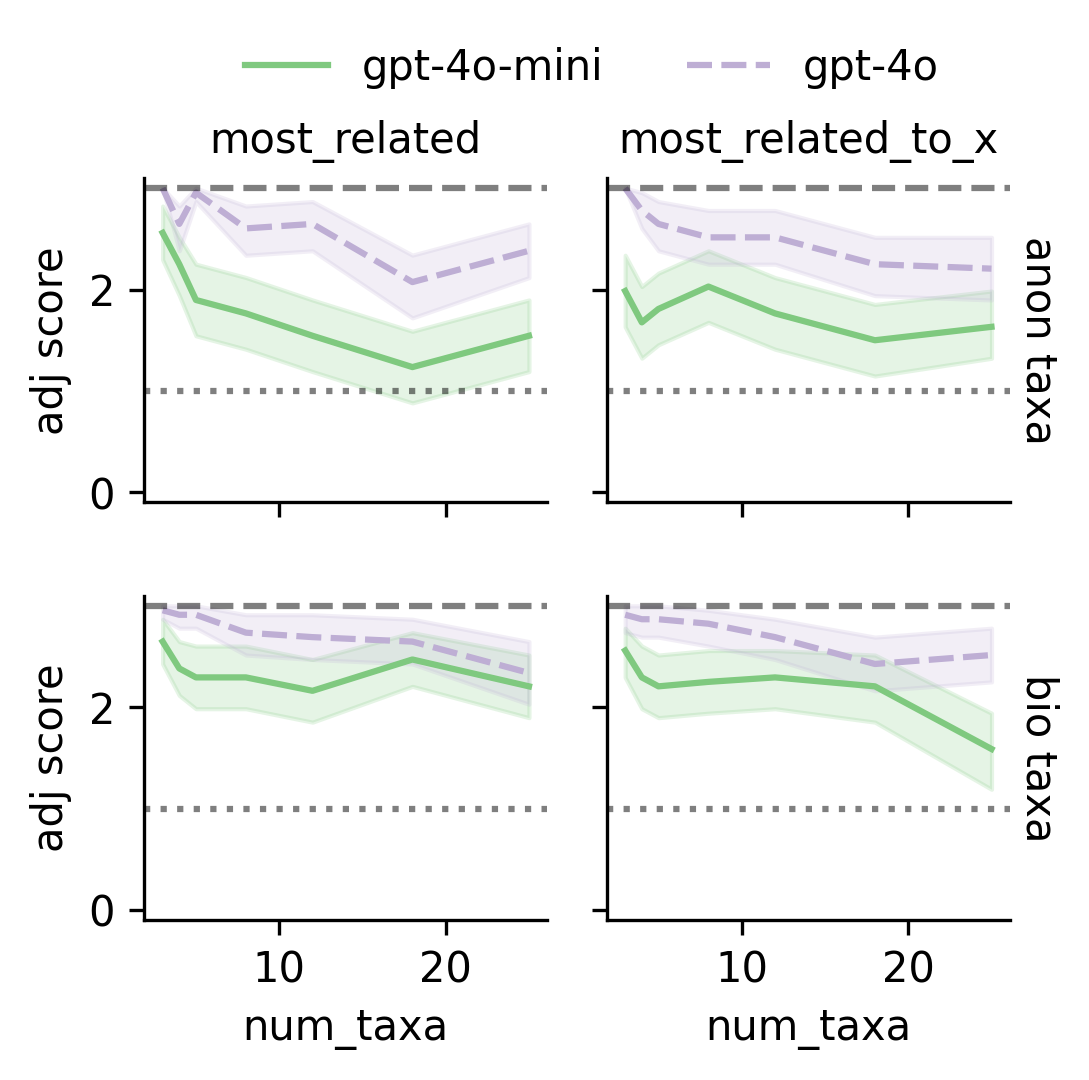 gpt-4o-mini gpt-4o
most_related most_related_to_x
adj score
2
0
anon taxa
adj score
2
0
bio taxa
10 20 10 20
num_taxa num_taxa